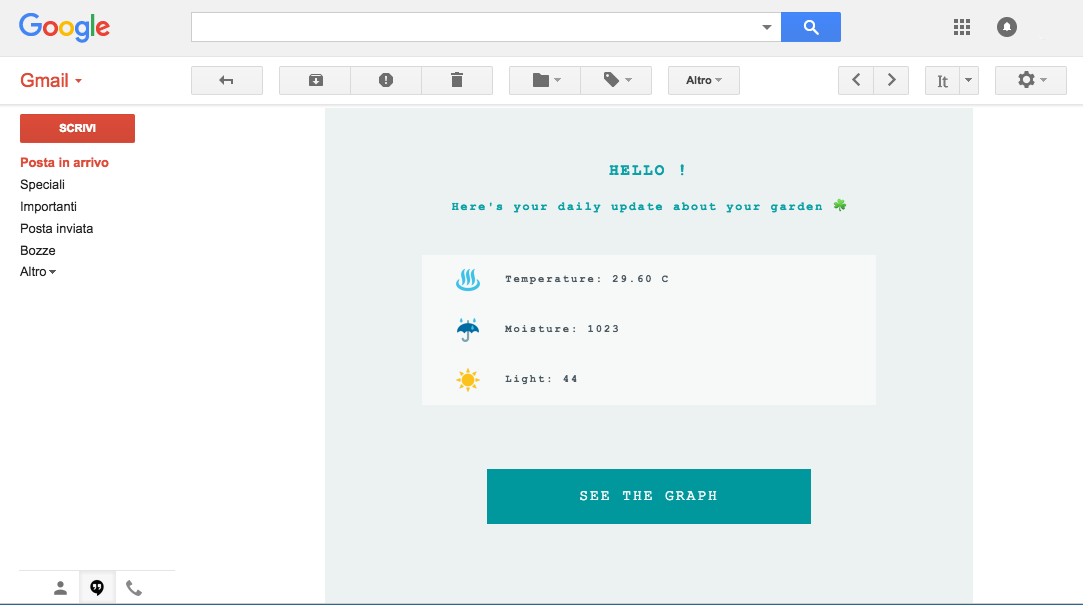 Google
Gmail
Altro
It
SCRIVI
Posta in arrivo
Speciali
Importanti
Posta inviata
Bozze
Altro
HELLO !
Here's your daily update about your garden
Temperature: 29.60 C
Moisture: 1023
Light: 44
SEE THE GRAPH